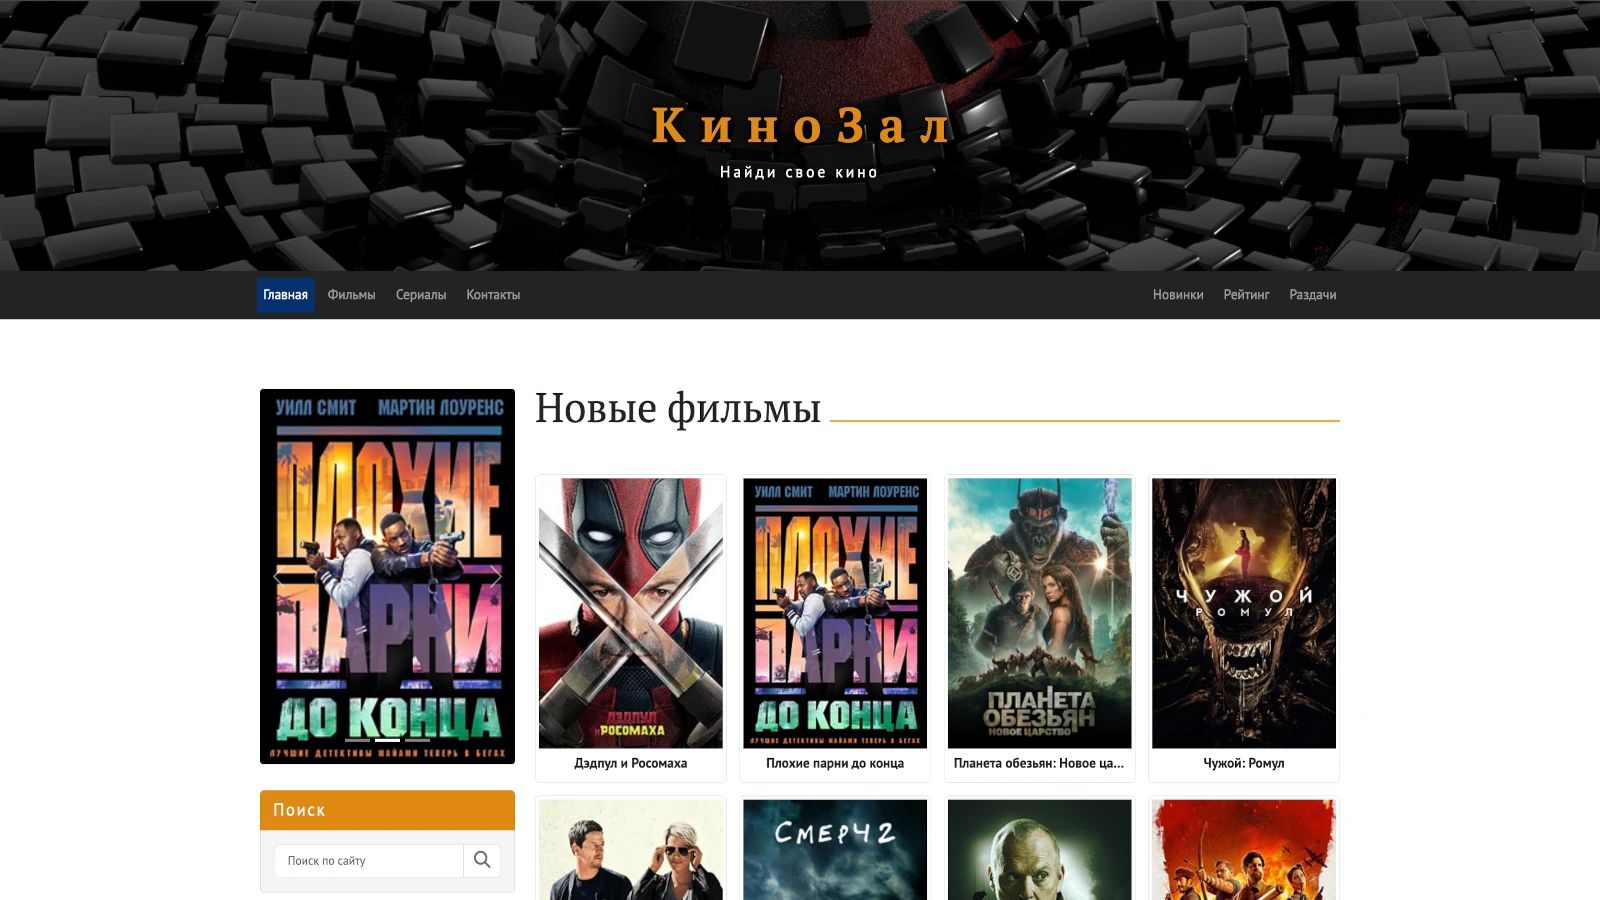 КиноЗал
Найди свое кино
Главная
Фильмы
Сериалы
Контакты
Новинки
Рейтинг
Раздачи
УИЛЛ СМИТ МАРТИН ЛОУРЕНС
ПЛОХИЕ
ПАРНИ
ДО КОНЦА
ЛУЧШИЕ ДЕТЕКТИВЫ МАЙАМИ ТЕПЕРЬ В БЕГАХ
Поиск
Поиск по сайту
Новые фильмы
ДЭДПУЛ
и РОСОМАХА
Дэдпул и Росомаха
УИЛЛ СМИТ МАРТИН ЛОУРЕНС
ПЛОХИЕ
ПАРНИ
ДО КОНЦА
ЛУЧШИЕ ДЕТЕКТИВЫ МАЙАМИ ТЕПЕРЬ В БЕГАХ
Плохие парни до конца
ПЛАНЕТА
ОБЕЗЬЯН
НОВОЕ ЦАРСТВО
Планета обезьян: Новое ца...
ЧУЖОЙ
РОМУЛ
Чужой: Ромул
СМЕРЧ 2